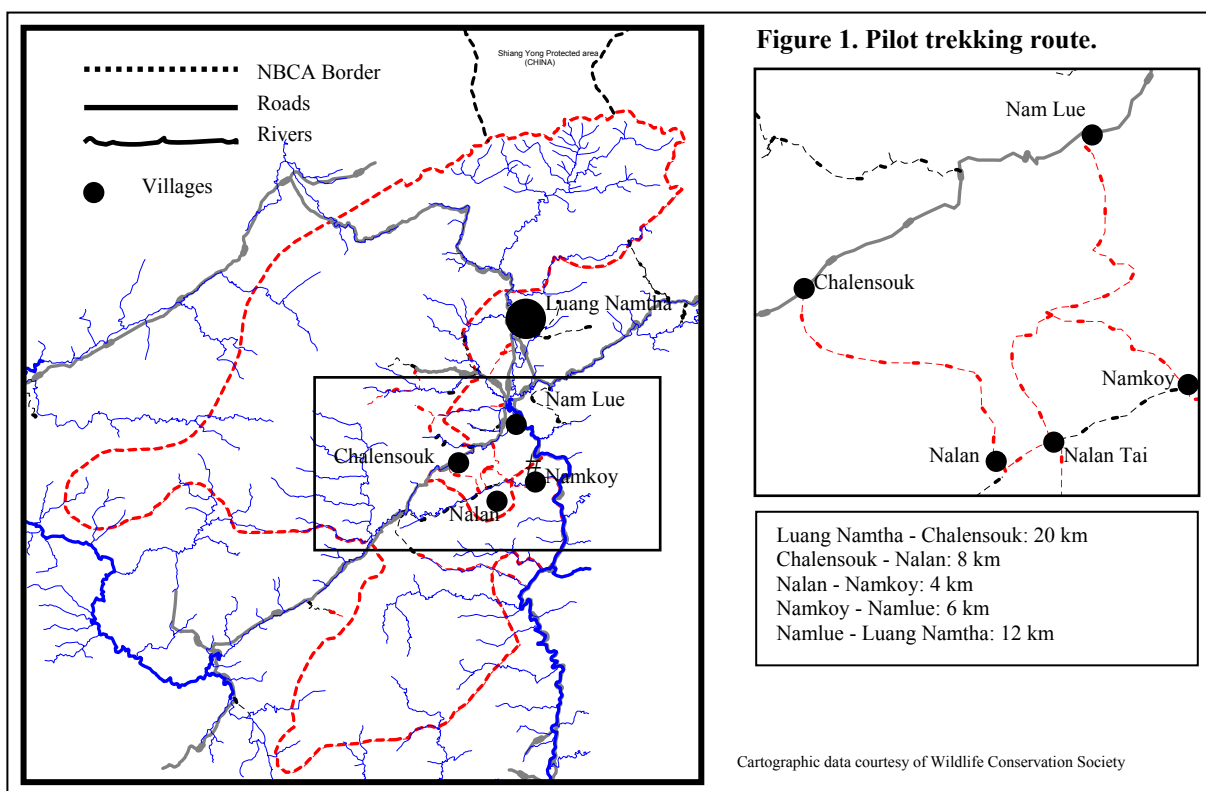 Shiang Yong Protected area
(CHINA)
NBCA Border
Roads
Rivers
Villages
Luang Namtha
Nam Lue
Chalensouk
#
Namkoy
Nalan
Figure 1. Pilot trekking route.
Nam Lue
Chalensouk
Namkoy
Nalan
Nalan Tai
Luang Namtha - Chalensouk: 20 km
Chalensouk - Nalan: 8 km
Nalan - Namkoy: 4 km
Namkoy - Namlue: 6 km
Namlue - Luang Namtha: 12 km
Cartographic data courtesy of Wildlife Conservation Society